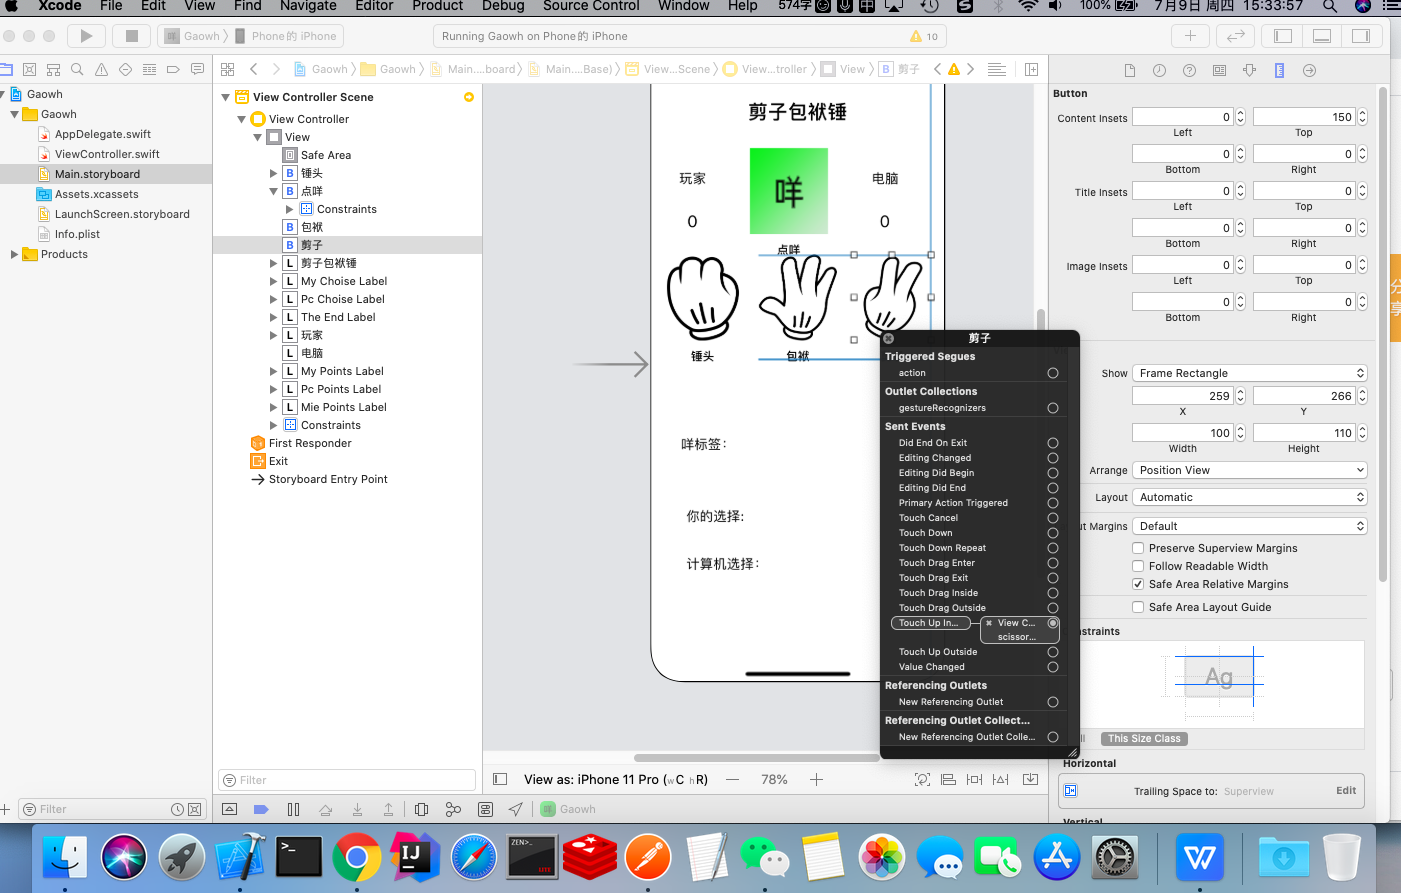 Xcode File Edit View Find Navigate Editor Product Debug Source Control Window Help 574字 100% 7月9日 周四 15:33:57
Gaowh Phone的 iPhone
Running Gaowh on Phone的 iPhone
10
Gaowh Gaowh Main....board Main....Base) View...Scene View...troller View B 剪子
Gaowh
Gaowh
AppDelegate.swift
ViewController.swift
Main.storyboard
Assets.xcassets
LaunchScreen.storyboard
Info.plist
Products
Filter
View Controller Scene
View Controller
View
Safe Area
B 锤头
B 点咩
Constraints
B 包袱
B 剪子
L 剪子包袱锤
L My Choise Label
L Pc Choise Label
L The End Label
L 玩家
L 电脑
L My Points Label
L Pc Points Label
L Mie Points Label
Constraints
First Responder
Exit
Storyboard Entry Point
Filter
剪子包袱锤
玩家
咩
电脑
0
0
点咩
锤头
包袱
咩标签：
你的选择:
计算机选择：
剪子
Triggered Segues
action
Outlet Collections
gestureRecognizers
Sent Events
Did End On Exit
Editing Changed
Editing Did Begin
Editing Did End
Primary Action Triggered
Touch Cancel
Touch Down
Touch Down Repeat
Touch Drag Enter
Touch Drag Exit
Touch Drag Inside
Touch Drag Outside
Touch Up In... View C...
scissor...
Touch Up Outside
Value Changed
Referencing Outlets
New Referencing Outlet
Referencing Outlet Collect...
New Referencing Outlet Colle...
View as: iPhone 11 Pro (wC hR)
78%
Gaowh
Button
Content Insets 0 150
Left Top
0 0
Bottom Right
Title Insets 0 0
Left Top
0 0
Bottom Right
Image Insets 0 0
Left Top
0 0
Bottom Right
Show Frame Rectangle
259 266
X Y
100 110
Width Height
Arrange Position View
Layout Automatic
Margins Default
Preserve Superview Margins
Follow Readable Width
Safe Area Relative Margins
Safe Area Layout Guide
Ag
This Size Class
Horizontal
Trailing Space to: Superview Edit
分
享